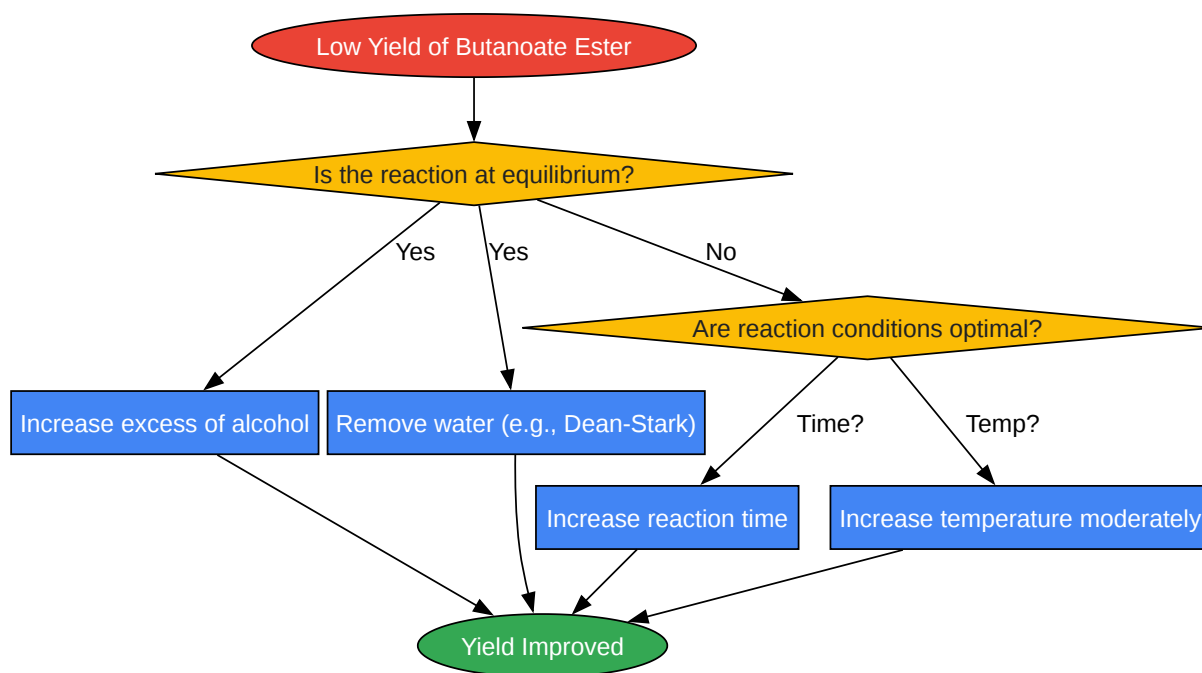 Low Yield of Butanoate Ester
Is the reaction at equilibrium?
Yes
Yes
No
Are reaction conditions optimal?
Increase excess of alcohol
Remove water (e.g., Dean-Stark)
Time?
Temp?
Increase reaction time
Increase temperature moderately
Yield Improved